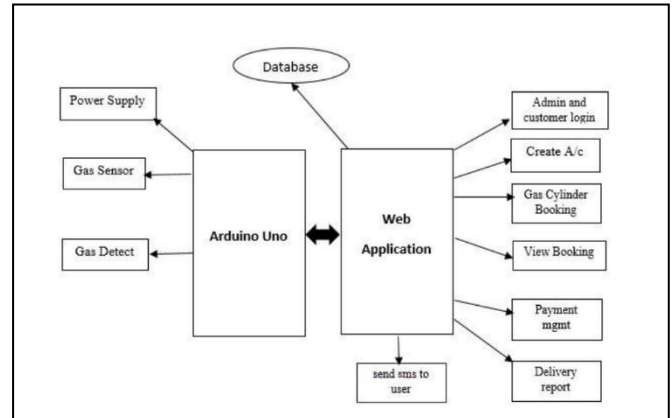 Database
Power Supply
Gas Sensor
Gas Detect
Arduino Uno
Web
Application
Admin and
customer login
Create A/c
Gas Cylinder
Booking
View Booking
Payment
mgmt
Delivery
report
send sms to
user